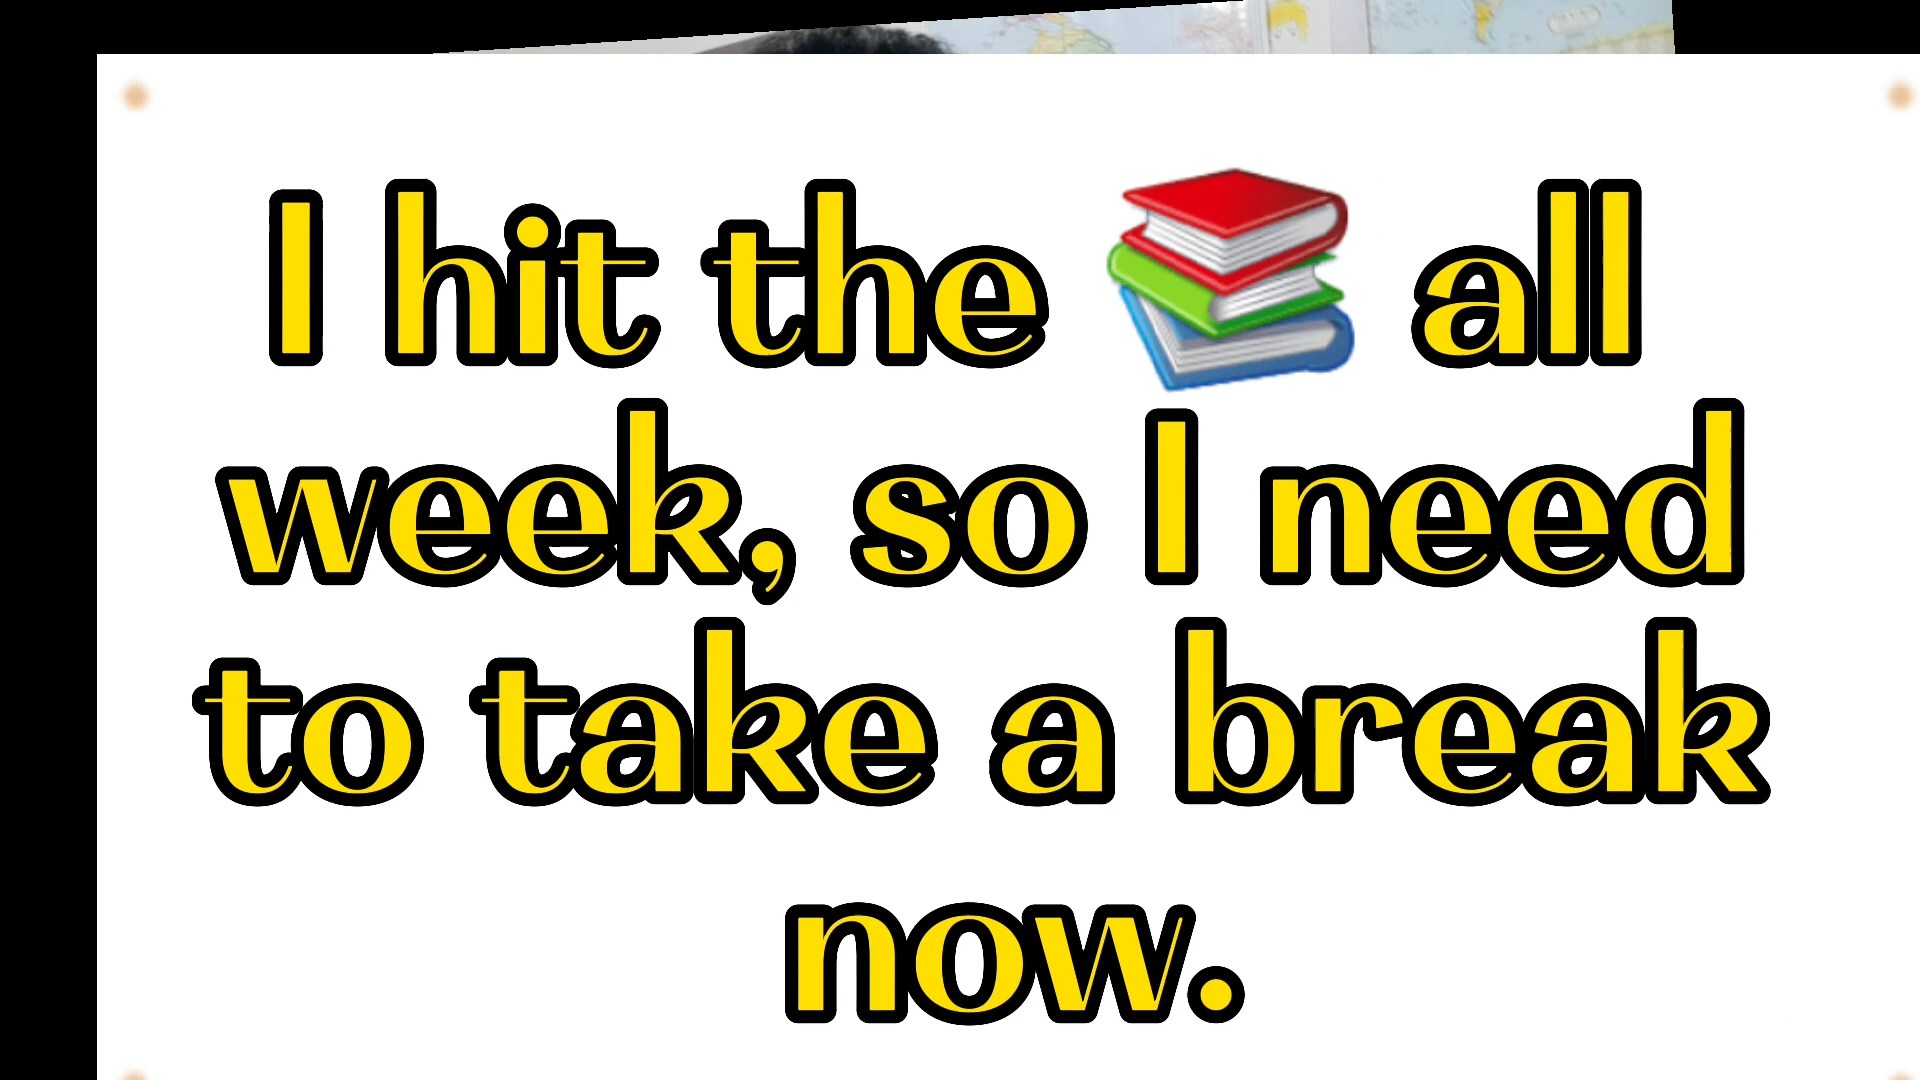 I hit the 📚 all
week, so I need
to take a break
now.